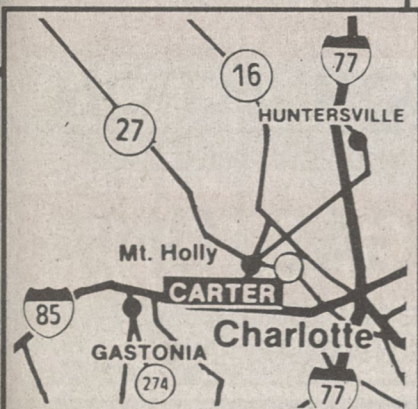 77
16
HUNTERSVILLE
27
Mt. Holly
CARTER
85
Charlotte
GASTONIA
274
77